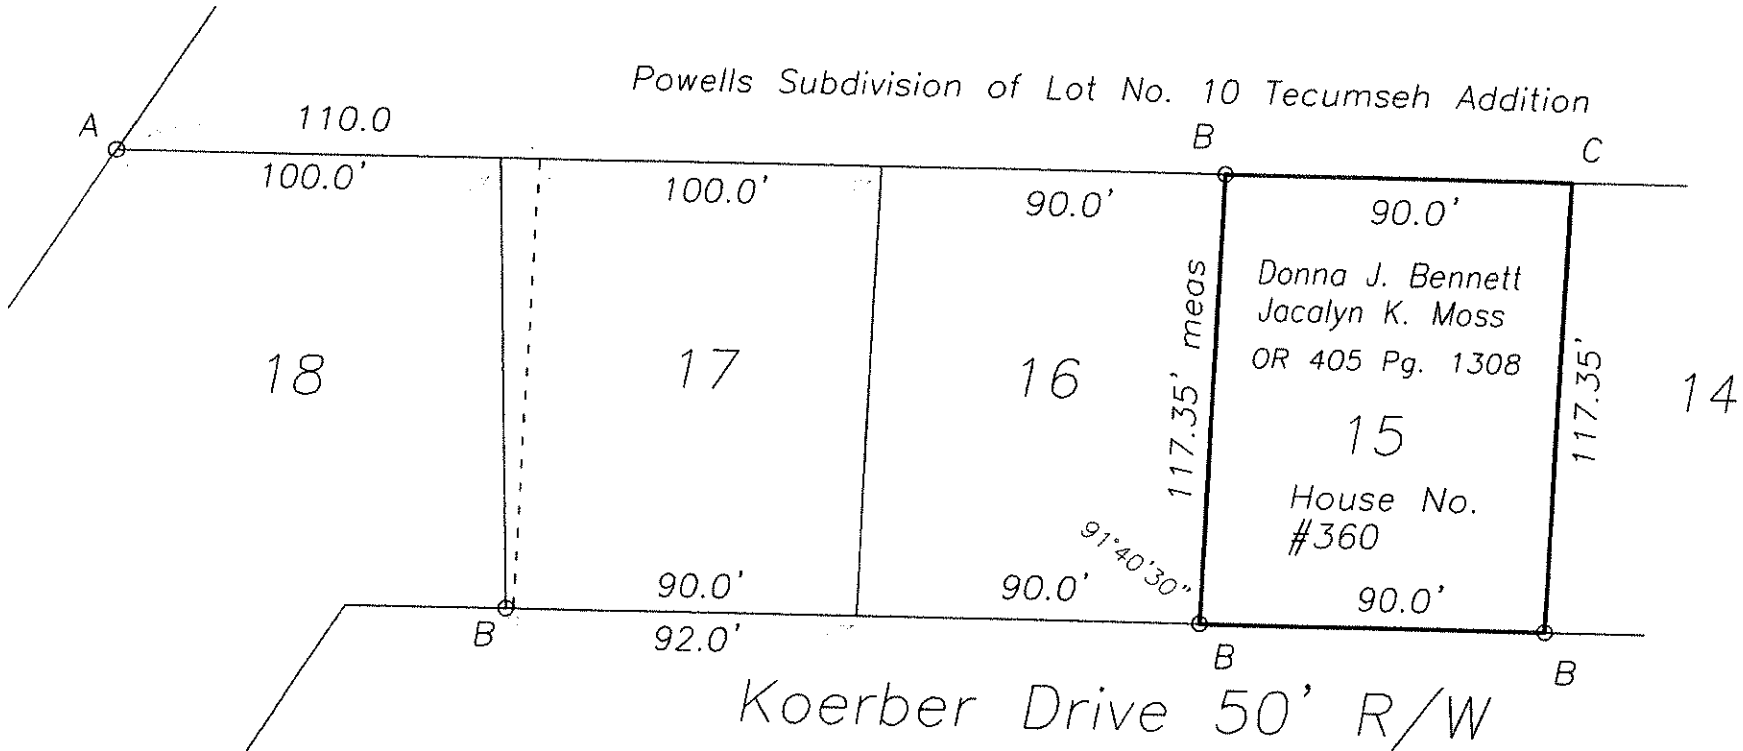 Powells Subdivision of Lot No. 10 Tecumseh Addition
A
110.0
B
C
100.0'
100.0'
90.0'
90.0'
Donna J. Bennett
Jacalyn K. Moss
OR 405 Pg. 1308
117.35' meas
117.35'
18
17
16
15
14
House No.
#360
91°40'30"
90.0'
90.0'
90.0'
B
92.0'
B
B
Koerber Drive 50' R/W